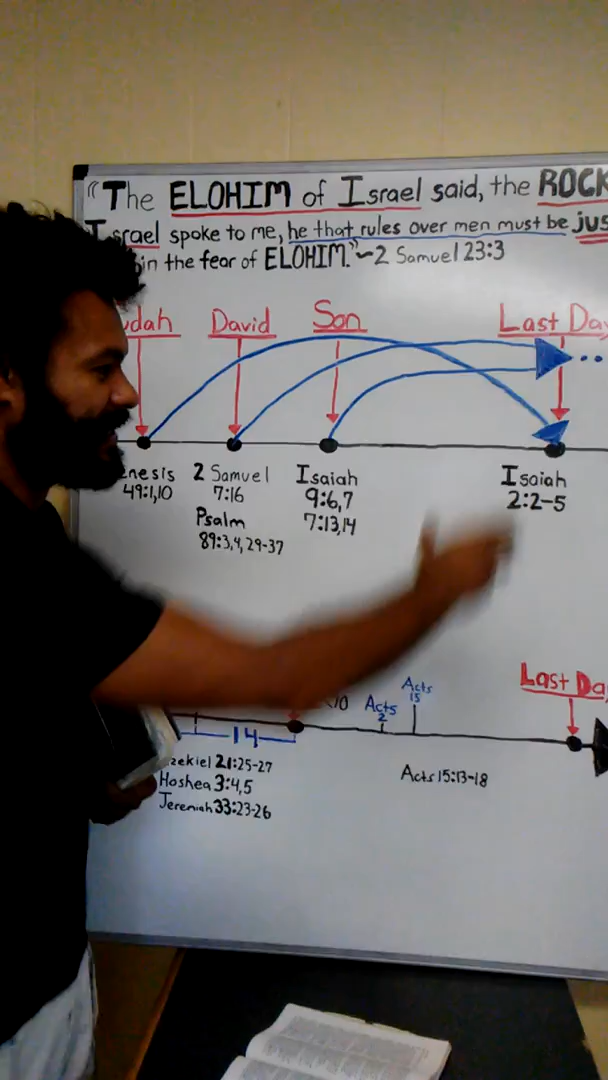 "The ELOHIM of Israel said, the ROCK
Israel spoke to me, he that rules over men must be jus
in the fear of ELOHIM."~2 Samuel 23:3
udah David Son Last Day
enesis 2 Samuel Isaiah Isaiah
49:1,10 7:16 9:6,7 2:2-5
Psalm 7:13,14
89:3,4,29-37
Last Da
Acts 15
Acts 2
10
14
zekiel 21:25-27
Hoshea 3:4,5
Jeremiah 33:23-26
Acts 15:13-18